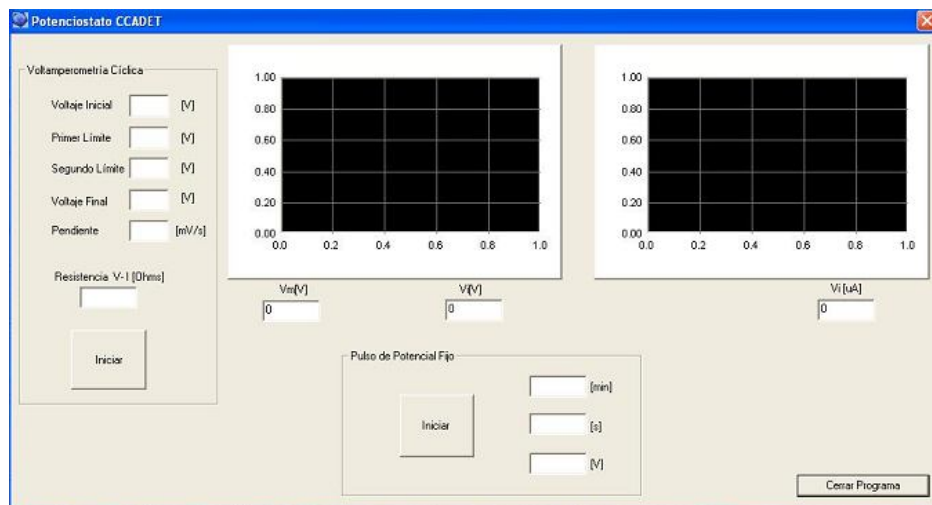 Potenciostato CCADET
Voltamperometría Cíclica
Voltaje Inicial [V]
Primer Límite [V]
Segundo Límite [V]
Voltaje Final [V]
Pendiente [mV/s]
Resistencia V-I [Ohms]
Iniciar
1.00
0.80
0.60
0.40
0.20
0.00
0.0 0.2 0.4 0.6 0.8 1.0
Vm[V] Vi[V]
0 0
1.00
0.80
0.60
0.40
0.20
0.00
0.0 0.2 0.4 0.6 0.8 1.0
Vi [uA]
0
Pulso de Potencial Fijo
Iniciar
[min]
[s]
[V]
Cerrar Programa